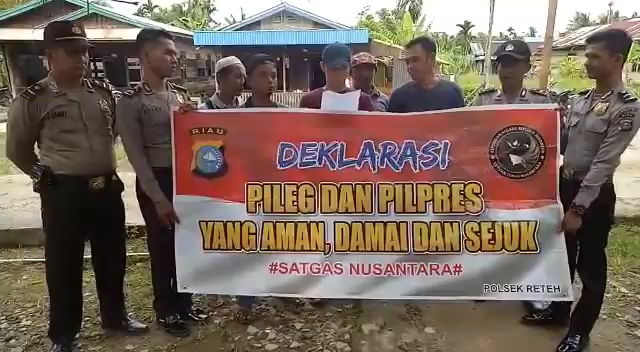 RIAU
DEKLARASI
PILEG DAN PILPRES
YANG AMAN, DAMAI DAN SEJUK
#SATGAS NUSANTARA#
POLSEK RETEH